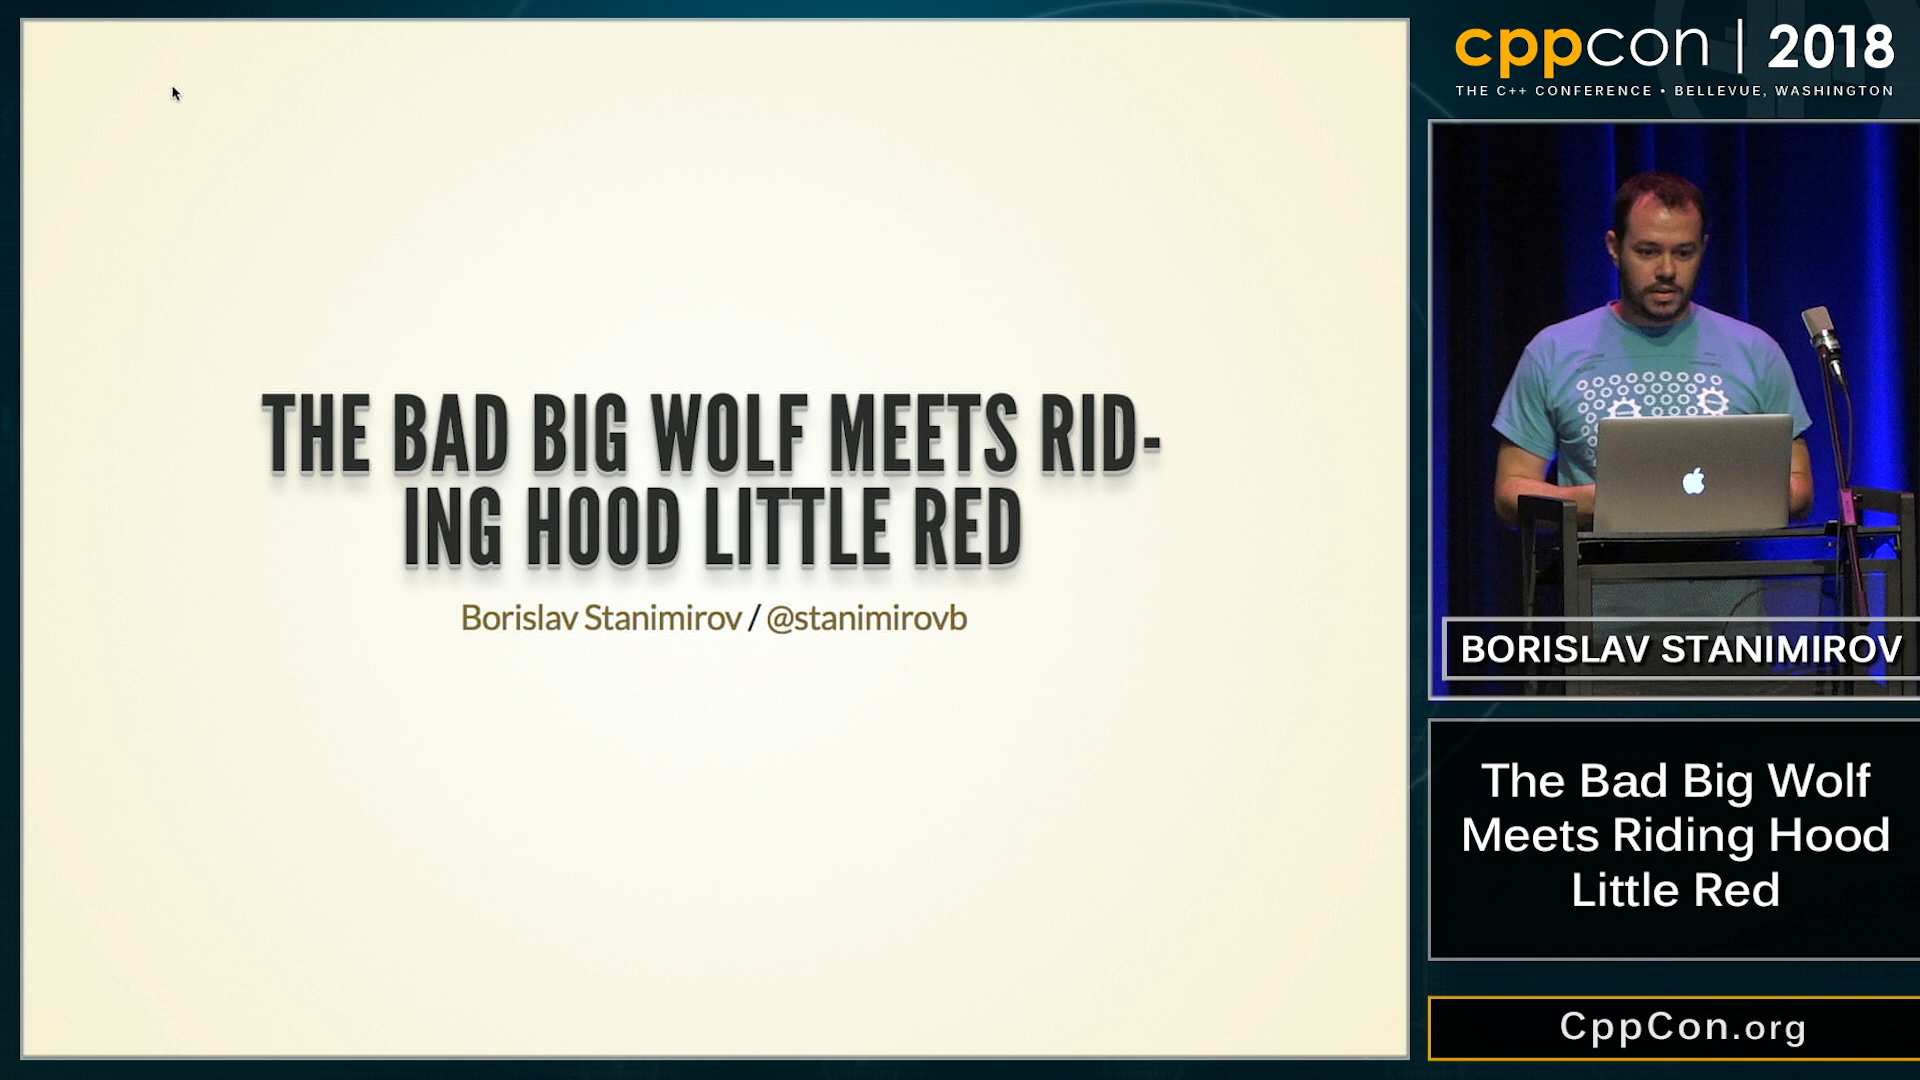 THE BAD BIG WOLF MEETS RID-
ING HOOD LITTLE RED
Borislav Stanimirov / @stanimirovb
cppcon | 2018
THE C++ CONFERENCE • BELLEVUE, WASHINGTON
BORISLAV STANIMIROV
The Bad Big Wolf
Meets Riding Hood
Little Red
CppCon.org